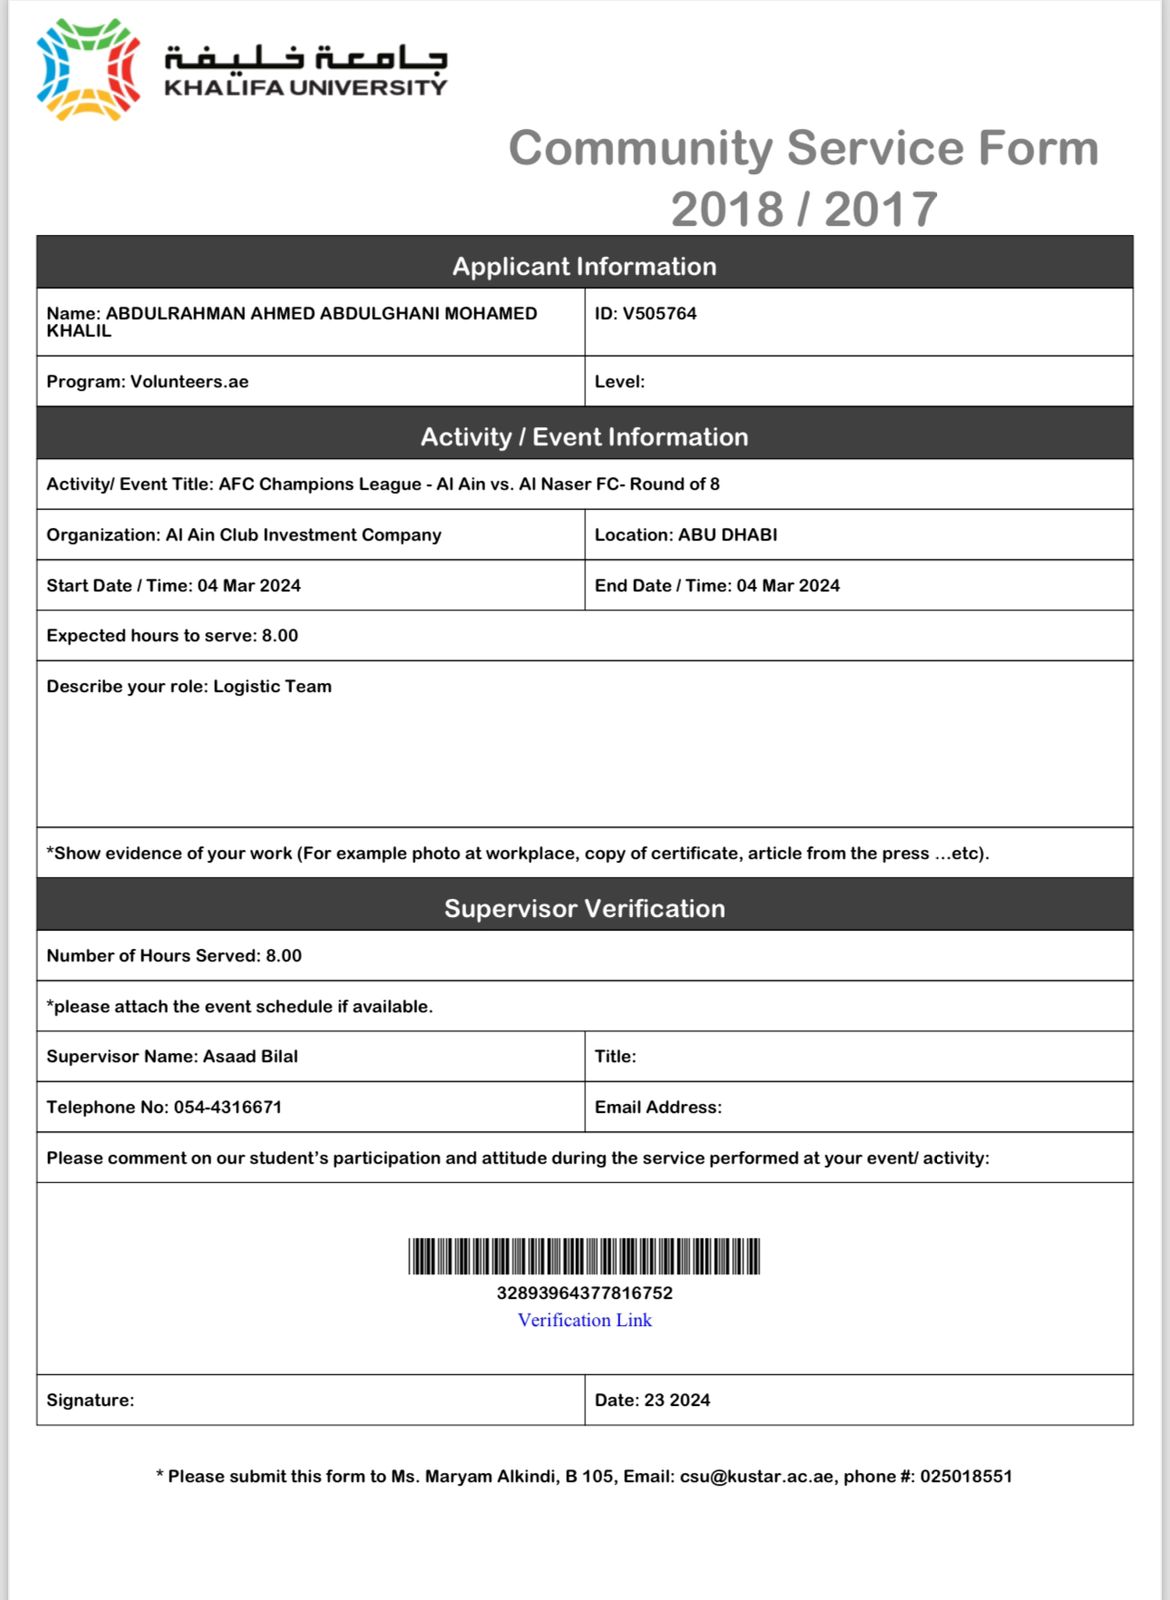 جامعة خليفة
KHALIFA UNIVERSITY
Community Service Form
2018 / 2017
Applicant Information
Name: ABDULRAHMAN AHMED ABDULGHANI MOHAMED
KHALIL
ID: V505764
Program: Volunteers.ae
Level:
Activity / Event Information
Activity/ Event Title: AFC Champions League - Al Ain vs. Al Naser FC- Round of 8
Organization: Al Ain Club Investment Company
Location: ABU DHABI
Start Date / Time: 04 Mar 2024
End Date / Time: 04 Mar 2024
Expected hours to serve: 8.00
Describe your role: Logistic Team
*Show evidence of your work (For example photo at workplace, copy of certificate, article from the press ...etc).
Supervisor Verification
Number of Hours Served: 8.00
*please attach the event schedule if available.
Supervisor Name: Asaad Bilal
Title:
Telephone No: 054-4316671
Email Address:
Please comment on our student's participation and attitude during the service performed at your event/ activity:
32893964377816752
Verification Link
Signature:
Date: 23 2024
* Please submit this form to Ms. Maryam Alkindi, B 105, Email: csu@kustar.ac.ae, phone #: 025018551